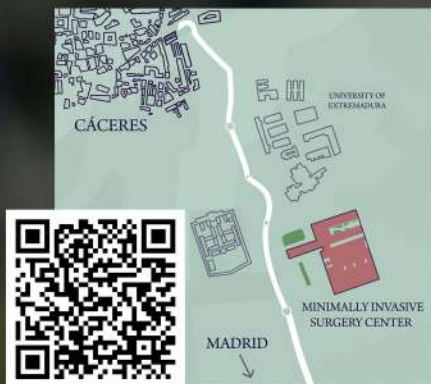 UNIVERSITY OF
EXTREMADURA
CÁCERES
MINIMALLY INVASIVE
SURGERY CENTER
MADRID